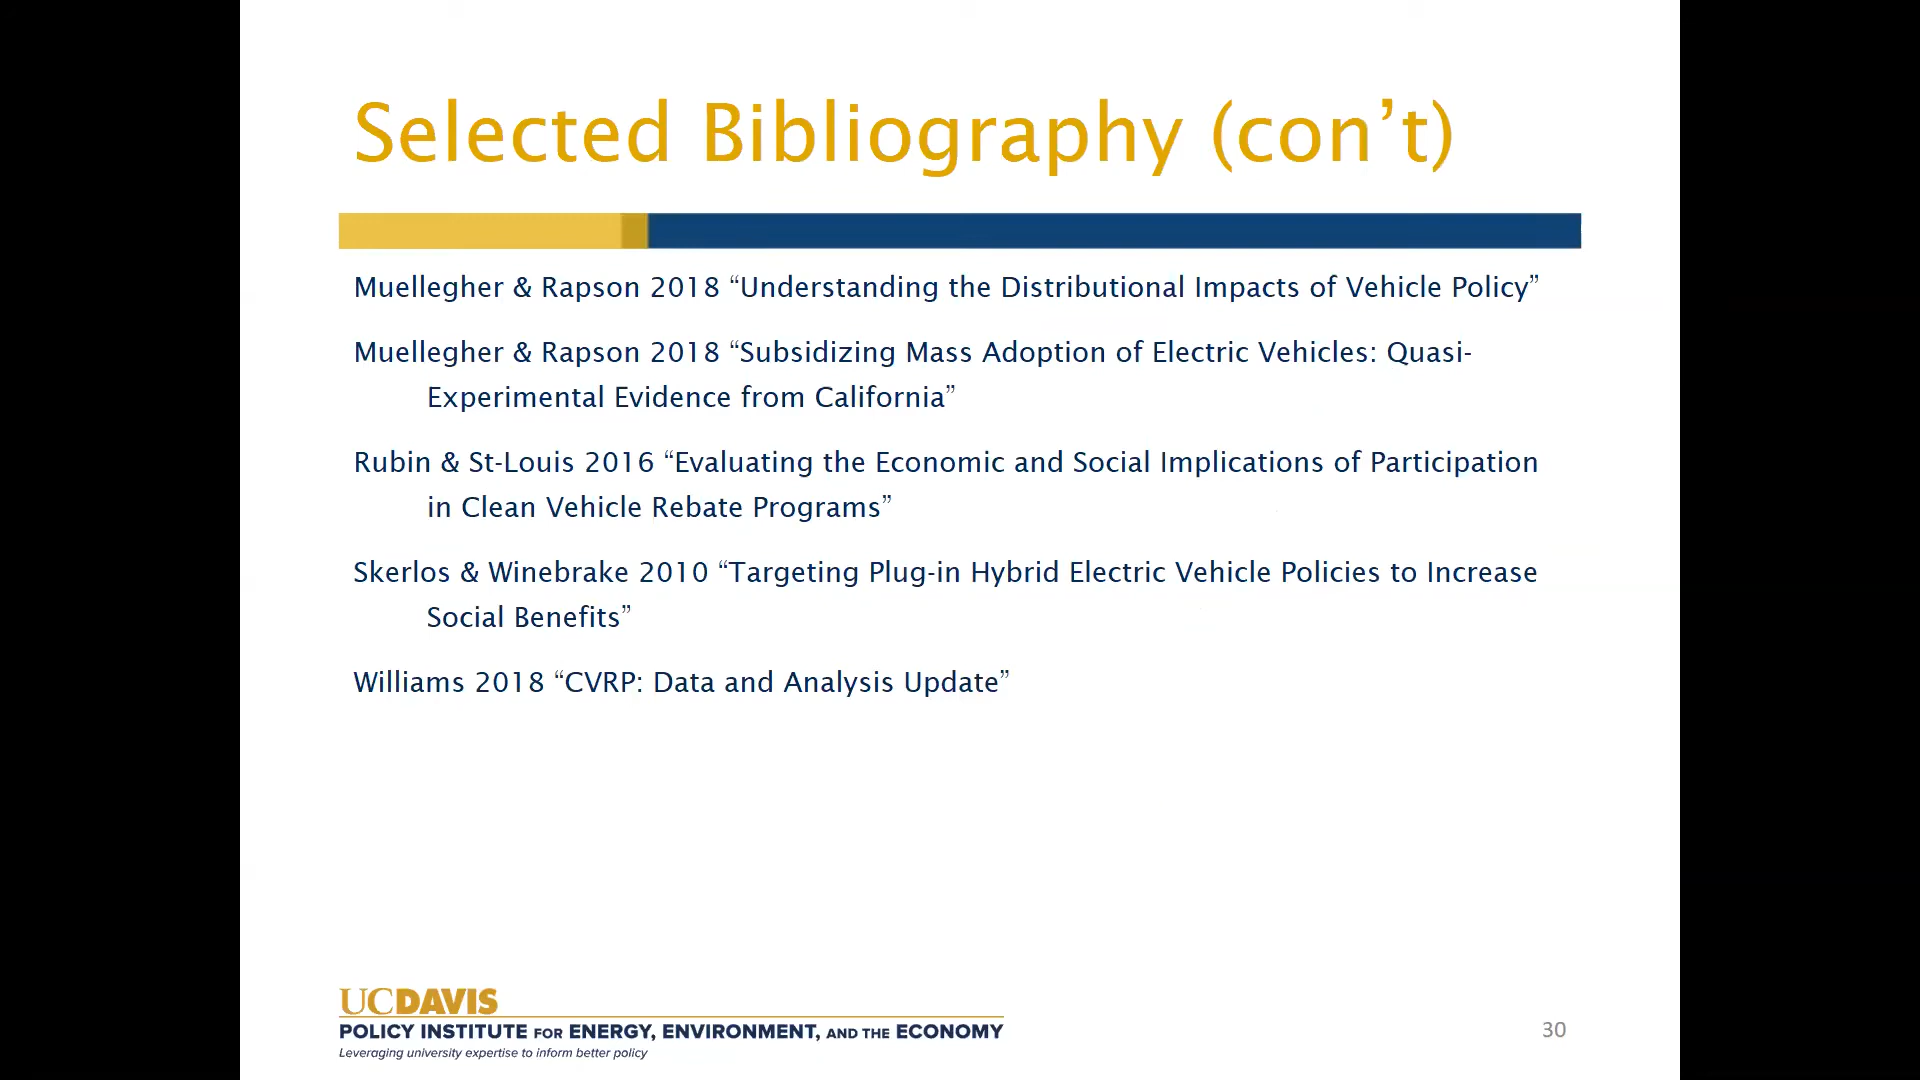 Selected Bibliography (con’t)
Muellegher & Rapson 2018 “Understanding the Distributional Impacts of Vehicle Policy”
Muellegher & Rapson 2018 “Subsidizing Mass Adoption of Electric Vehicles: Quasi-
Experimental Evidence from California”
Rubin & St-Louis 2016 “Evaluating the Economic and Social Implications of Participation
in Clean Vehicle Rebate Programs”
Skerlos & Winebrake 2010 “Targeting Plug-in Hybrid Electric Vehicle Policies to Increase
Social Benefits”
Williams 2018 “CVRP: Data and Analysis Update”
UCDAVIS
POLICY INSTITUTE FOR ENERGY, ENVIRONMENT, AND THE ECONOMY
Leveraging university expertise to inform better policy
30